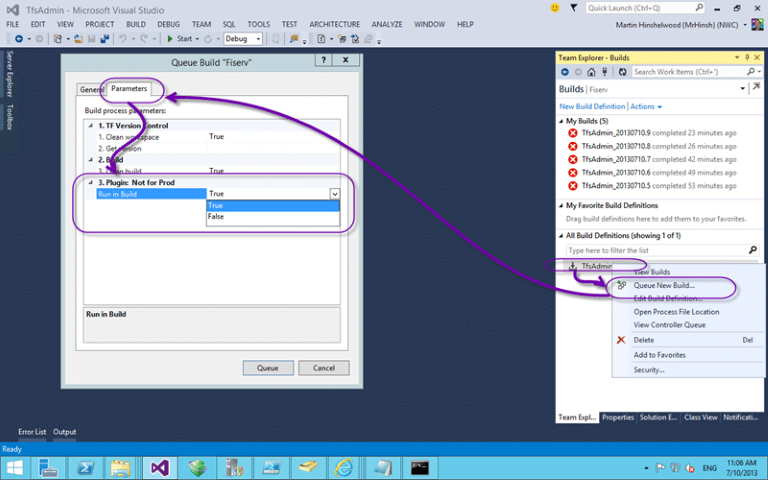 TfsAdmin - Microsoft Visual Studio
Quick Launch (Ctrl+Q)
FILE EDIT VIEW PROJECT BUILD DEBUG TEAM SQL TOOLS TEST ARCHITECTURE ANALYZE WINDOW HELP
Martin Hinshelwood (MrHinsh) (NWC)
Start Debug
Server Explorer
Toolbox
Queue Build "Fiserv"
? X
General Parameters
Build process parameters:
1. TF Version Control
1. Clean workspace True
2. Get version
2. Build
3. build True
3. Plugin: Not for Prod
Run in Build True
True
False
Run in Build
Queue Cancel
Team Explorer - Builds
Search Work Items (Ctrl+')
Builds | Fiserv
New Build Definition | Actions
My Builds (5)
TfsAdmin_20130710.9 completed 23 minutes ago
TfsAdmin_20130710.8 completed 26 minutes ago
TfsAdmin_20130710.7 completed 42 minutes ago
TfsAdmin_20130710.6 completed 49 minutes ago
TfsAdmin_20130710.5 completed 53 minutes ago
My Favorite Build Definitions
Drag build definitions here to add them to your favorites.
All Build Definitions (showing 1 of 1)
Type here to filter the list
TfsAdmin
View Builds
Queue New Build...
Edit Build Definition...
Open Process File Location
View Controller Queue
Delete Del
Add to Favorites
Security...
Team Expl... Properties Solution E... Class View Notificati...
Error List Output
Ready
ENG
11:06 AM
7/10/2013